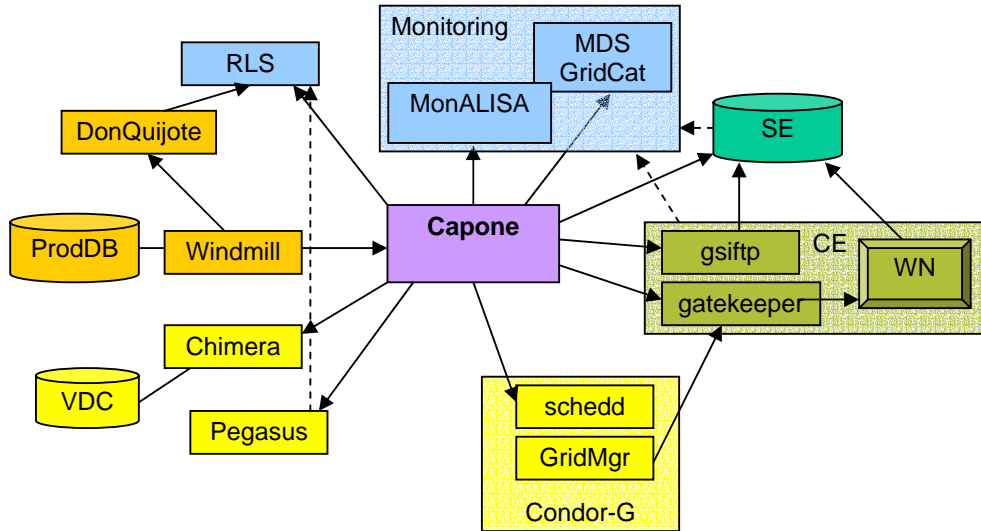 Monitoring
MDS
GridCat
RLS
MonALISA
SE
DonQuijote
Capone
ProdDB
Windmill
gsiftp
CE
WN
gatekeeper
Chimera
VDC
schedd
Pegasus
GridMgr
Condor-G